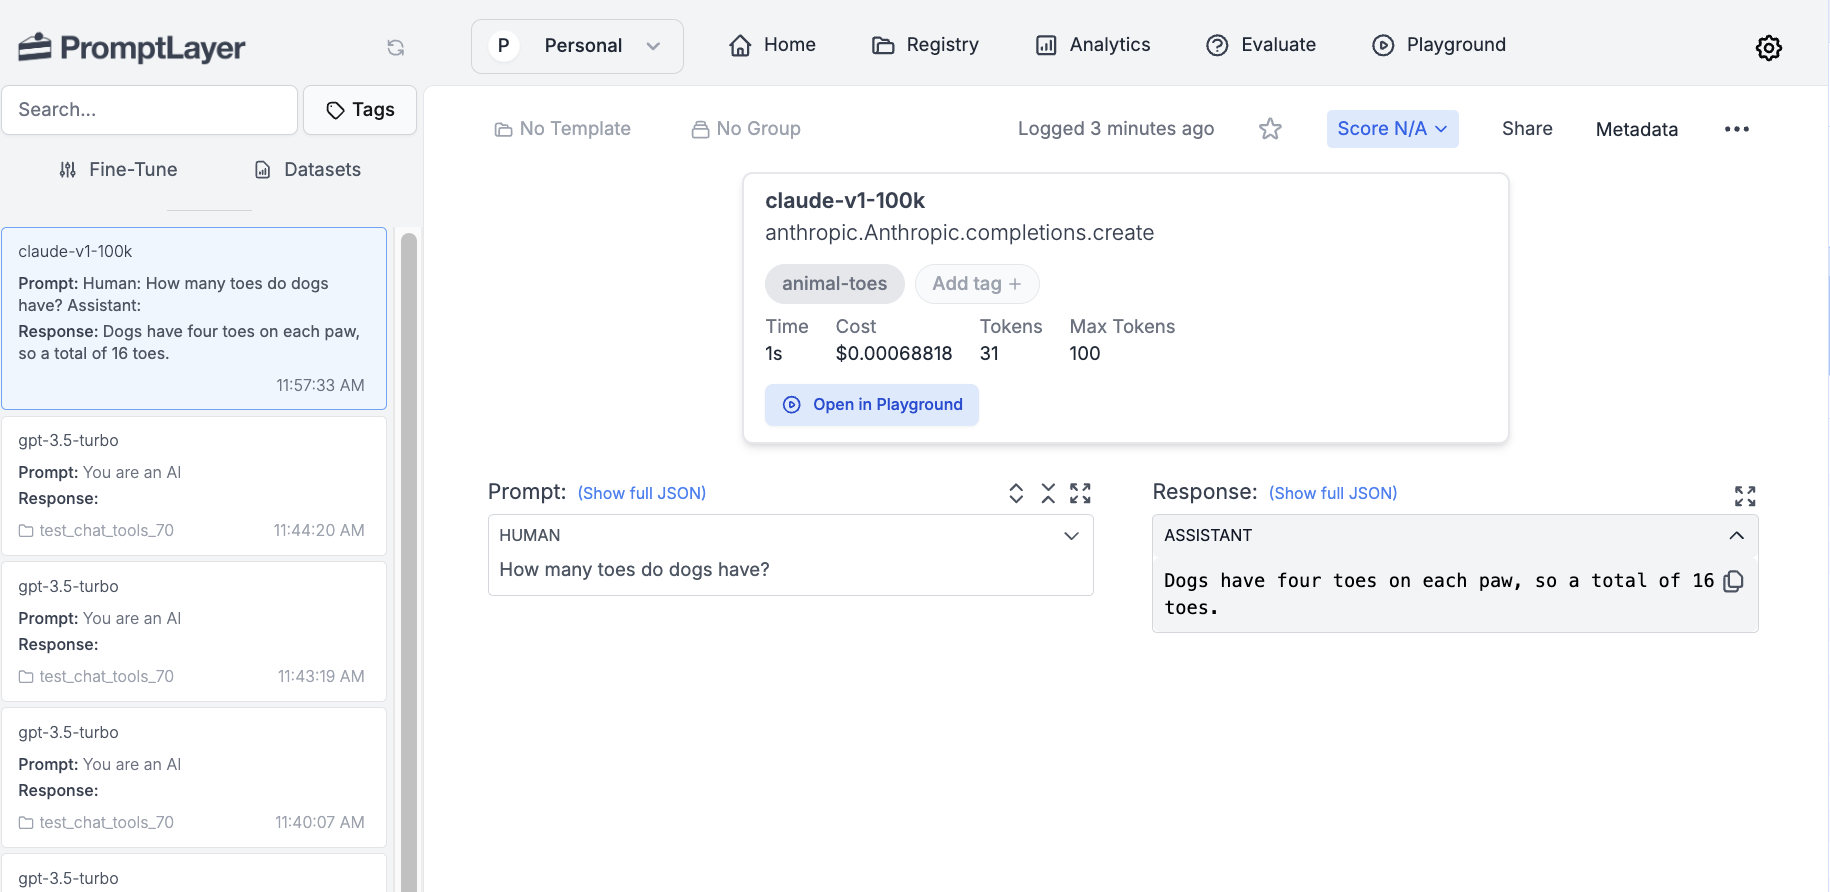 PromptLayer
P Personal
Home
Registry
Analytics
Evaluate
Playground
Search...
Tags
Fine-Tune
Datasets
claude-v1-100k
Prompt: Human: How many toes do dogs
have? Assistant:
Response: Dogs have four toes on each paw,
so a total of 16 toes.
11:57:33 AM
gpt-3.5-turbo
Prompt: You are an AI
Response:
test_chat_tools_70 11:44:20 AM
gpt-3.5-turbo
Prompt: You are an AI
Response:
test_chat_tools_70 11:43:19 AM
gpt-3.5-turbo
Prompt: You are an AI
Response:
test_chat_tools_70 11:40:07 AM
gpt-3.5-turbo
No Template
No Group
Logged 3 minutes ago
Score N/A
Share
Metadata
claude-v1-100k
anthropic.Anthropic.completions.create
animal-toes Add tag +
Time Cost Tokens Max Tokens
1s $0.00068818 31 100
Open in Playground
Prompt: (Show full JSON)
HUMAN
How many toes do dogs have?
Response: (Show full JSON)
ASSISTANT
Dogs have four toes on each paw, so a total of 16
toes.